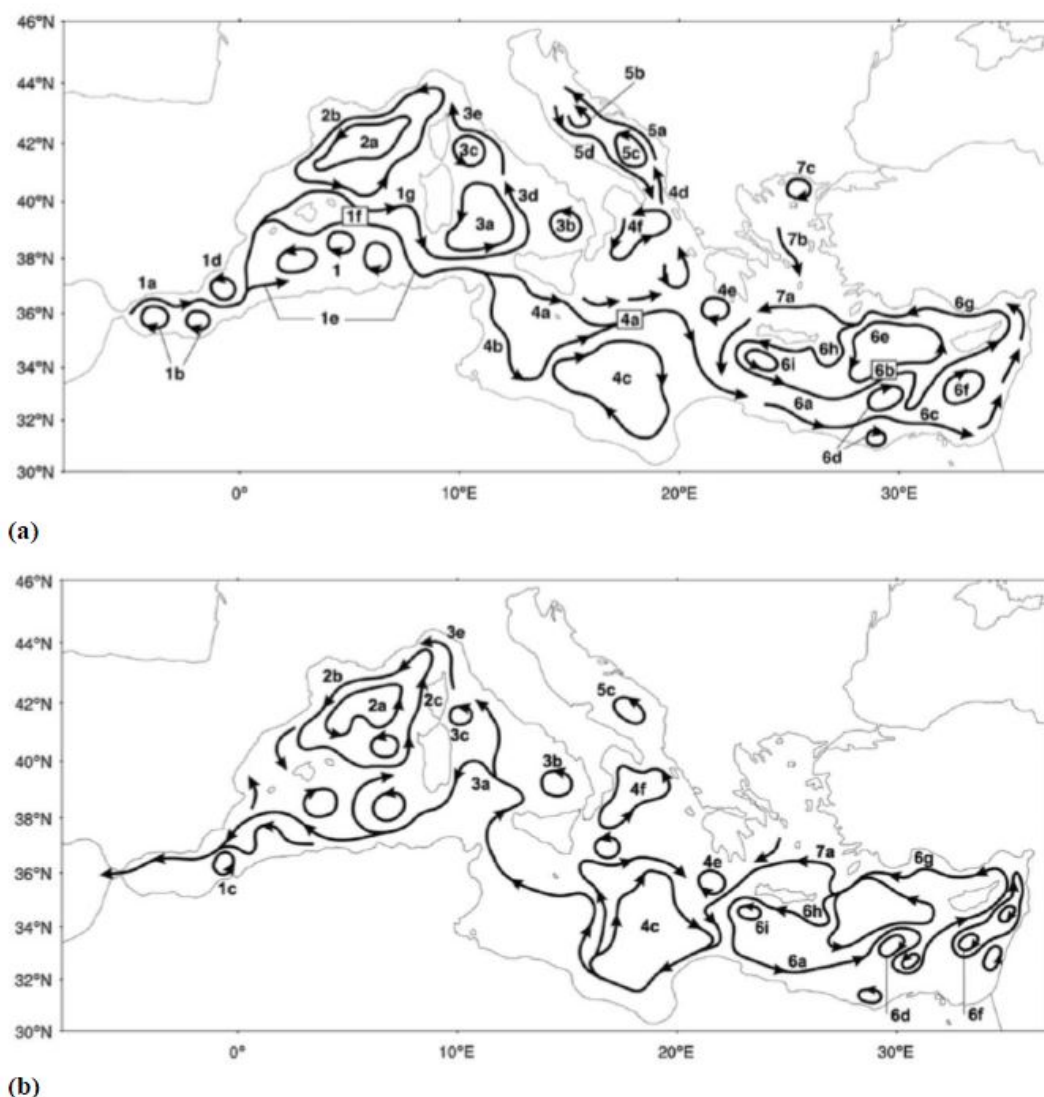 46°N
44°N
42°N
40°N
38°N
36°N
34°N
32°N
30°N
0°
10°E
20°E
30°E
5b
2b
3e
5a
2a
3c
5d
5c
7c
1g
3d
4d
1f
3a
3b
4f
7b
1d
1
1a
4e
7a
6g
1e
4a
4a
6e
1b
4b
6h
6i
6b
4c
6f
6a
6c
6d
(a)
46°N
44°N
42°N
40°N
38°N
36°N
34°N
32°N
30°N
0°
10°E
20°E
30°E
3e
2b
2c
5c
2a
3c
3b
3a
4f
7a
6g
4e
1c
6h
4c
6i
6a
6d
6f
(b)